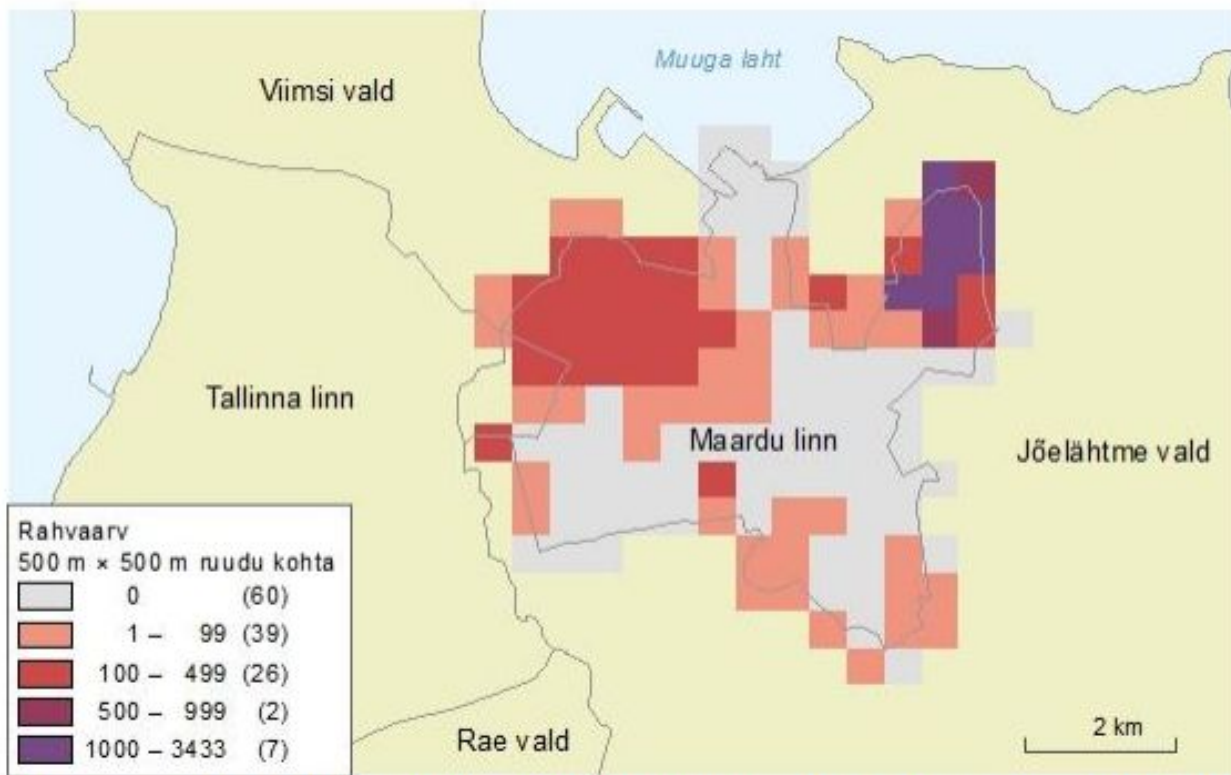 Muuga laht
Viimsi vald
Tallinna linn
Maardu linn
Jõelähtme vald
Rahvaarv
500 m × 500 m ruudu kohta
0 (60)
1 – 99 (39)
100 – 499 (26)
500 – 999 (2)
1000 – 3433 (7)
Rae vald
2 km